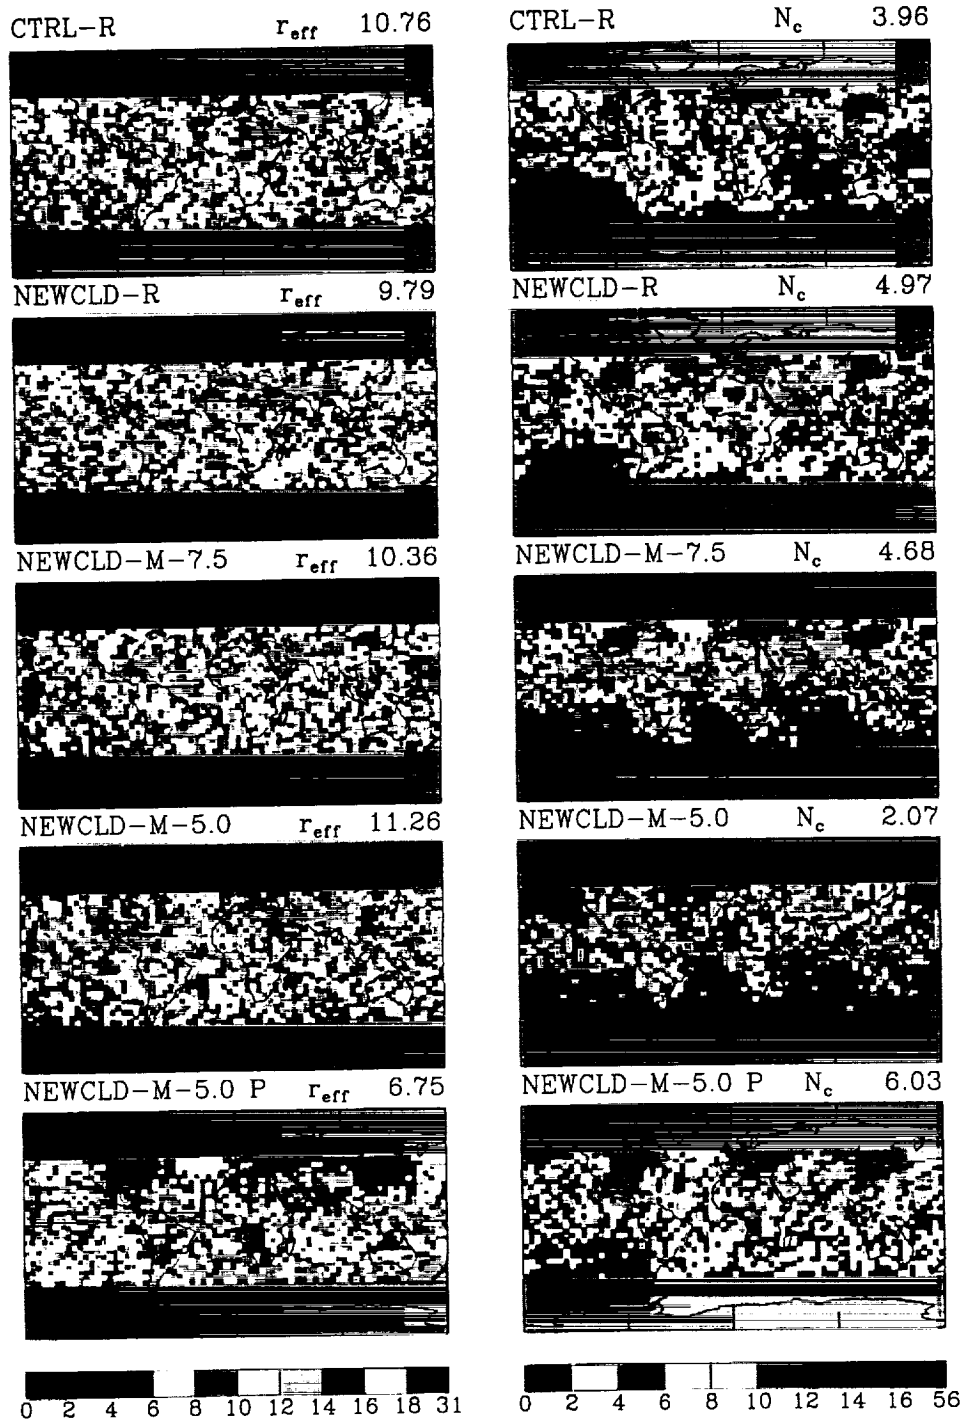 CTRL-R r_eff 10.76
CTRL-R N_c 3.96
NEWCLD-R r_eff 9.79
NEWCLD-R N_c 4.97
NEWCLD-M-7.5 r_eff 10.36
NEWCLD-M-7.5 N_c 4.68
NEWCLD-M-5.0 r_eff 11.26
NEWCLD-M-5.0 N_c 2.07
NEWCLD-M-5.0 P r_eff 6.75
NEWCLD-M-5.0 P N_c 6.03
0 2 4 6 8 10 12 14 16 18 31
0 2 4 6 8 10 12 14 16 56